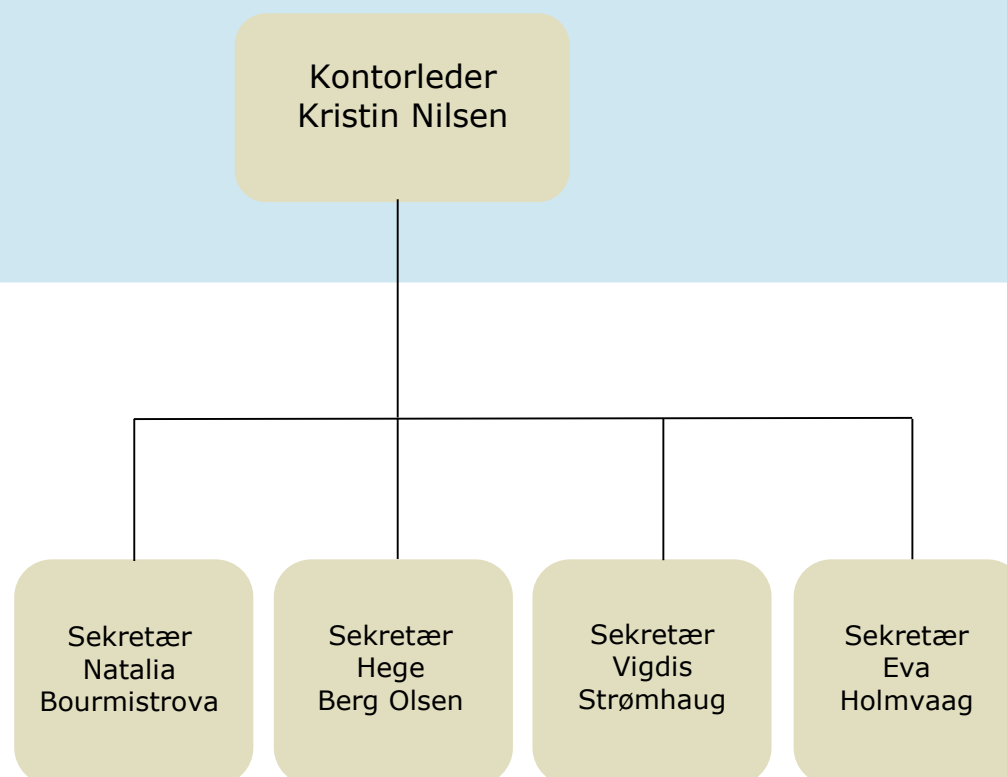 Kontorleder
Kristin Nilsen
Sekretær
Natalia
Bourmistrova
Sekretær
Hege
Berg Olsen
Sekretær
Vigdis
Strømhaug
Sekretær
Eva
Holmvaag